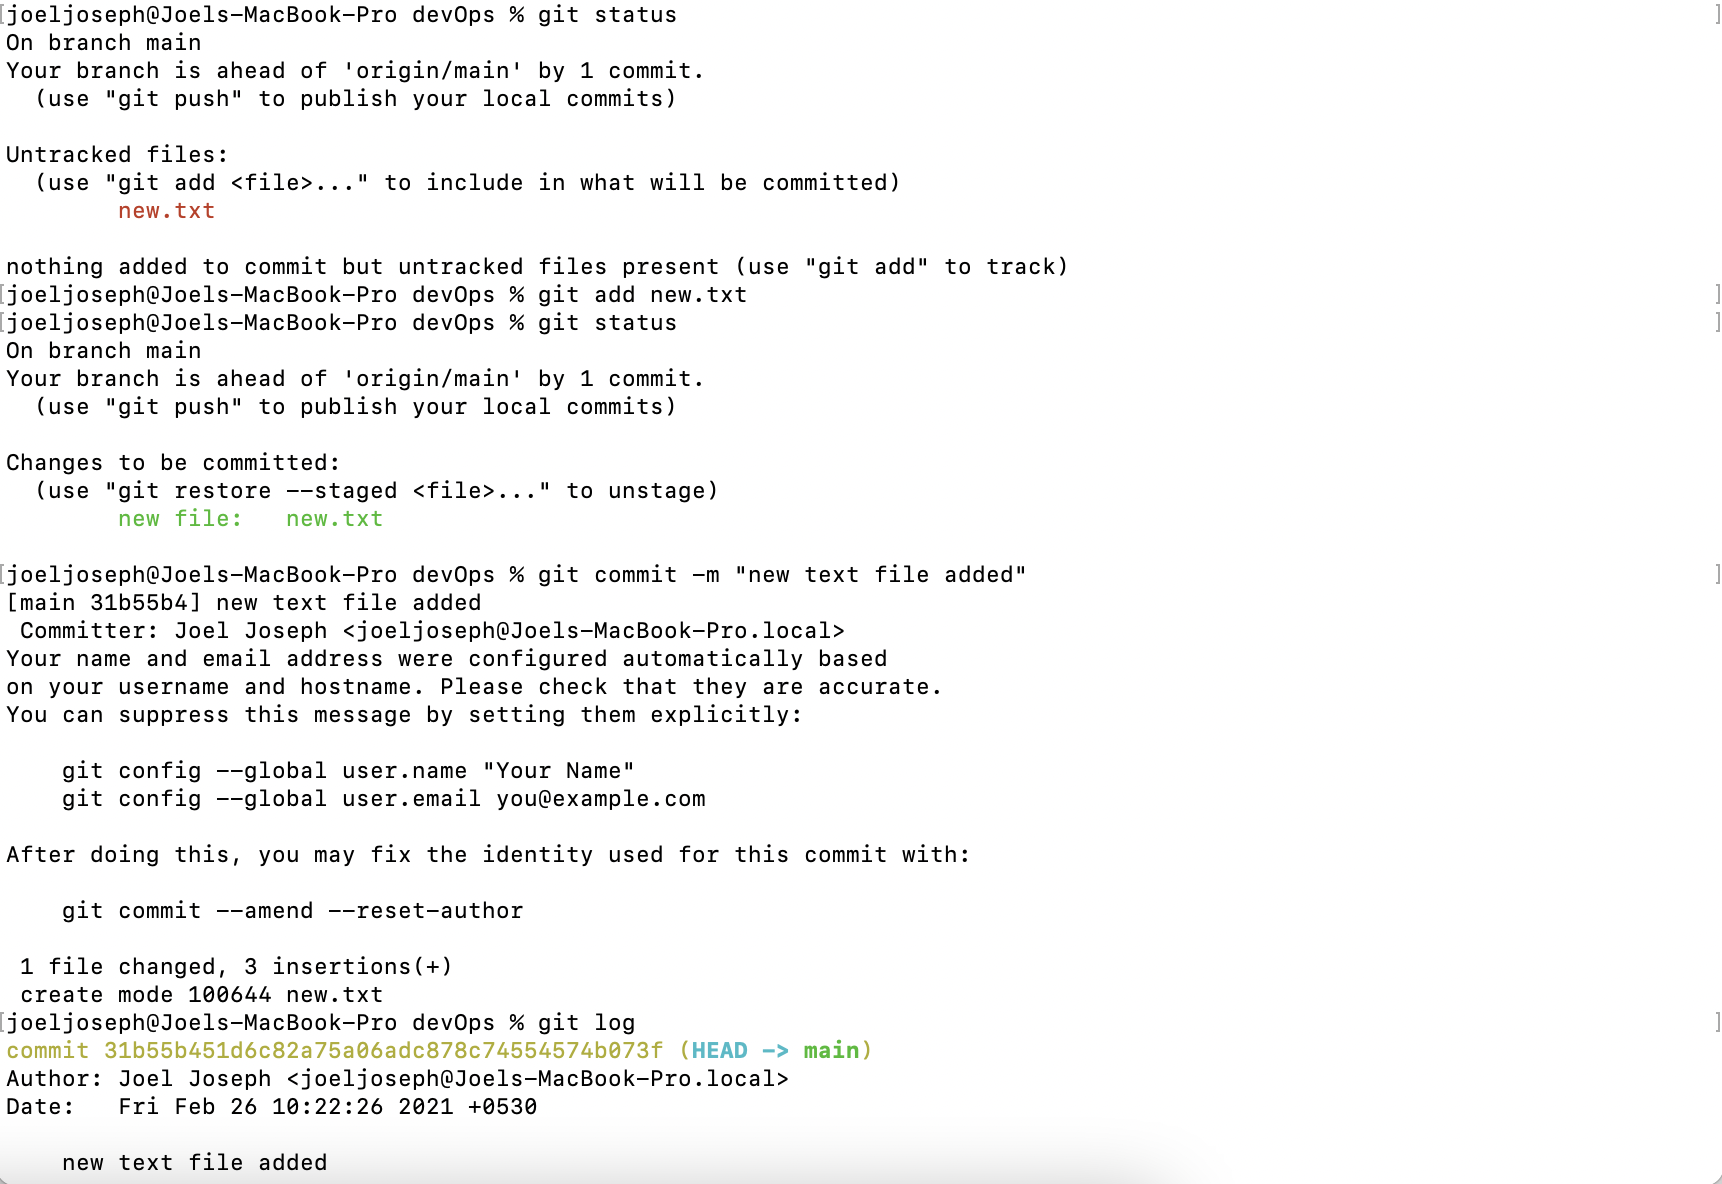 [joeljoseph@Joels-MacBook-Pro devOps % git status ]
On branch main
Your branch is ahead of 'origin/main' by 1 commit.
  (use "git push" to publish your local commits)

Untracked files:
  (use "git add <file>..." to include in what will be committed)
        new.txt

nothing added to commit but untracked files present (use "git add" to track)
[joeljoseph@Joels-MacBook-Pro devOps % git add new.txt ]
[joeljoseph@Joels-MacBook-Pro devOps % git status ]
On branch main
Your branch is ahead of 'origin/main' by 1 commit.
  (use "git push" to publish your local commits)

Changes to be committed:
  (use "git restore --staged <file>..." to unstage)
        new file:   new.txt

[joeljoseph@Joels-MacBook-Pro devOps % git commit -m "new text file added" ]
[main 31b55b4] new text file added
 Committer: Joel Joseph <joeljoseph@Joels-MacBook-Pro.local>
Your name and email address were configured automatically based
on your username and hostname. Please check that they are accurate.
You can suppress this message by setting them explicitly:

    git config --global user.name "Your Name"
    git config --global user.email you@example.com

After doing this, you may fix the identity used for this commit with:

    git commit --amend --reset-author

 1 file changed, 3 insertions(+)
 create mode 100644 new.txt
[joeljoseph@Joels-MacBook-Pro devOps % git log ]
commit 31b55b451d6c82a75a06adc878c74554574b073f (HEAD -> main)
Author: Joel Joseph <joeljoseph@Joels-MacBook-Pro.local>
Date:   Fri Feb 26 10:22:26 2021 +0530

    new text file added